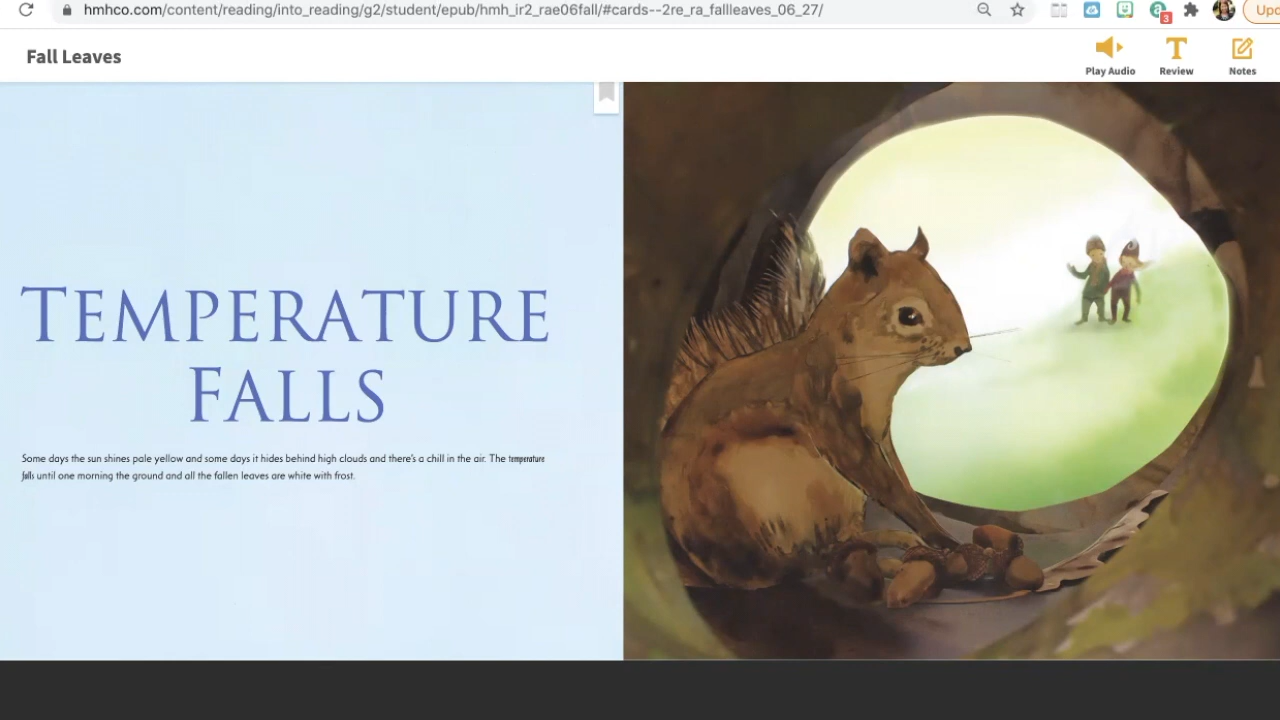 hmhco.com/content/reading/into_reading/g2/student/epub/hmh_ir2_rae06fall/#cards--2re_ra_fallleaves_06_27/
Upd
3
Fall Leaves
Play Audio
T
Review
Notes
TEMPERATURE
FALLS
Some days the sun shines pale yellow and some days it hides behind high clouds and there's a chill in the air. The temperature
falls until one morning the ground and all the fallen leaves are white with frost.